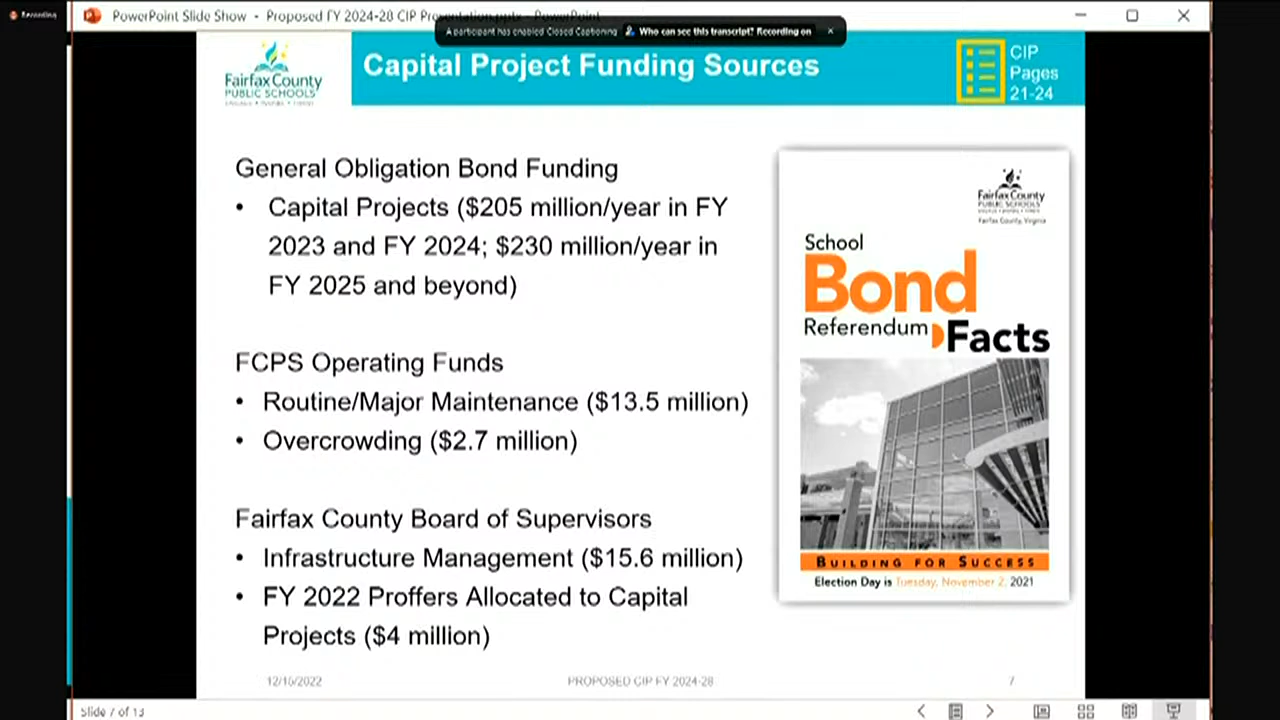 Recording
PowerPoint Slide Show - Proposed FY 2024-28 CIP Presentation.pptx - PowerPoint
A participant has enabled Closed Captioning Who can see this transcript? Recording on
Fairfax County
PUBLIC SCHOOLS
Capital Project Funding Sources
CIP
Pages
21-24
General Obligation Bond Funding
• Capital Projects ($205 million/year in FY
2023 and FY 2024; $230 million/year in
FY 2025 and beyond)
FCPS Operating Funds
• Routine/Major Maintenance ($13.5 million)
• Overcrowding ($2.7 million)
Fairfax County Board of Supervisors
• Infrastructure Management ($15.6 million)
• FY 2022 Proffers Allocated to Capital
Projects ($4 million)
Fairfax County
PUBLIC SCHOOLS
Fairfax County, Virginia
School
Bond
Referendum
Facts
BUILDING FOR SUCCESS
Election Day is Tuesday, November 2, 2021
PROPOSED CIP FY 2024-28
7
Slide 7 of 13